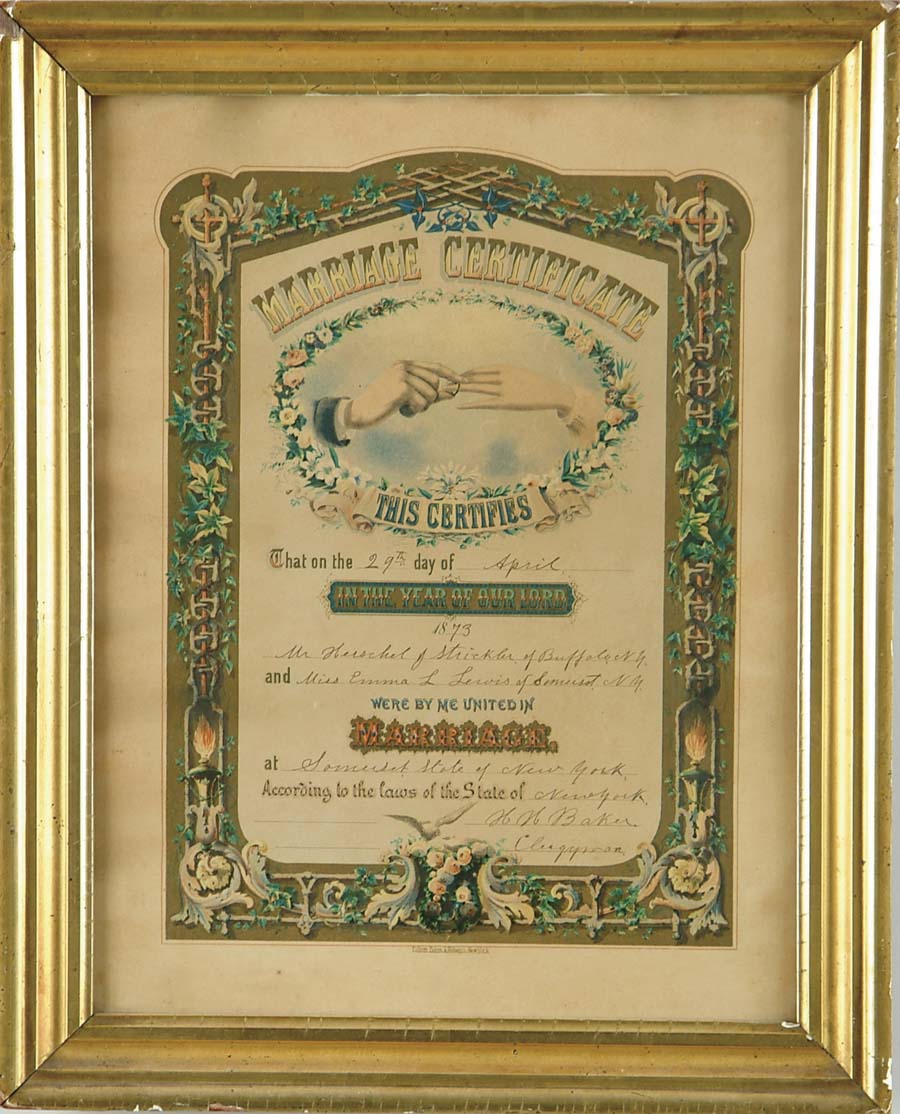 MARRIAGE CERTIFICATE
THIS CERTIFIES
That on the 29th day of April
IN THE YEAR OF OUR LORD
1873
Mr Herschel J Strickler of Buffalo N.Y.
and Miss Emma L Lewis of Somerset N.Y.
WERE BY ME UNITED IN
MARRIAGE.
at Somerset State of New York
According to the laws of the State of New York.
H H Baker
Clergyman